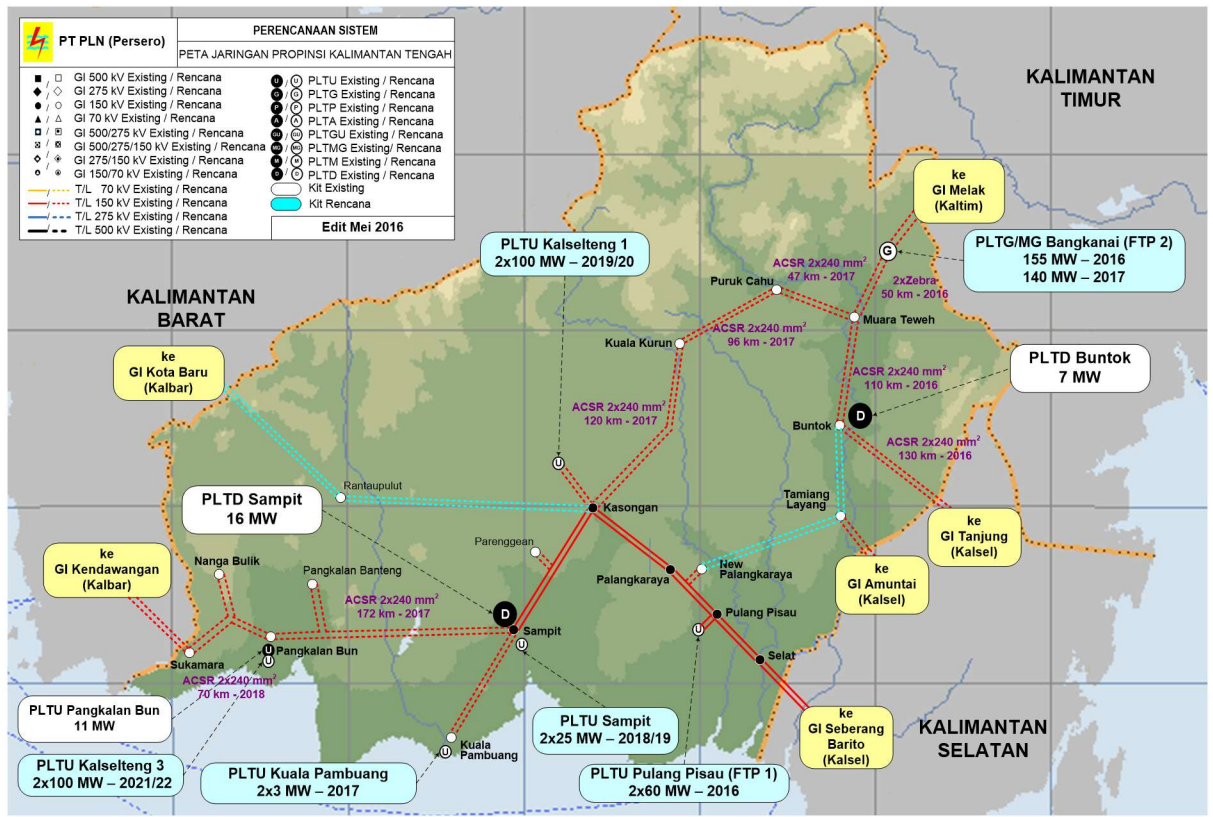 PT PLN (Persero)
PERENCANAAN SISTEM
PETA JARINGAN PROPINSI KALIMANTAN TENGAH
GI 500 kV Existing / Rencana
GI 275 kV Existing / Rencana
GI 150 kV Existing / Rencana
GI 70 kV Existing / Rencana
GI 500/275 kV Existing / Rencana
GI 500/275/150 kV Existing / Rencana
GI 275/150 kV Existing / Rencana
GI 150/70 kV Existing / Rencana
T/L 70 kV Existing / Rencana
T/L 150 kV Existing / Rencana
T/L 275 kV Existing / Rencana
T/L 500 kV Existing / Rencana
U / U PLTU Existing / Rencana
G / G PLTG Existing / Rencana
P / P PLTP Existing / Rencana
A / A PLTA Existing / Rencana
GU / GU PLTGU Existing / Rencana
MG / MG PLTMG Existing/ Rencana
M / M PLTM Existing / Rencana
D / D PLTD Existing / Rencana
Kit Existing
Kit Rencana
Edit Mei 2016
KALIMANTAN
TIMUR
ke
GI Melak
(Kaltim)
PLTU Kalselteng 1
2x100 MW – 2019/20
G
PLTG/MG Bangkanai (FTP 2)
155 MW – 2016
140 MW – 2017
ACSR 2x240 mm²
47 km - 2017
Puruk Cahu
2xZebra
50 km - 2016
KALIMANTAN
BARAT
Muara Teweh
ACSR 2x240 mm²
96 km - 2017
Kuala Kurun
ke
GI Kota Baru
(Kalbar)
PLTD Buntok
7 MW
ACSR 2x240 mm²
110 km - 2016
ACSR 2x240 mm²
120 km - 2017
D
Buntok
ACSR 2x240 mm²
130 km - 2016
U
Rantaupulut
PLTD Sampit
16 MW
Kasongan
Tamiang
Layang
ke
GI Tanjung
(Kalsel)
Parenggean
ke
GI Kendawangan
(Kalbar)
Nanga Bulik
Pangkalan Banteng
Palangkaraya
New
Palangkaraya
ke
GI Amuntai
(Kalsel)
ACSR 2x240 mm²
172 km - 2017
D
Sampit
U
Pulang Pisau
U
Sukamara
U
Pangkalan Bun
U
Selat
ACSR 2x240 mm²
70 km - 2018
PLTU Pangkalan Bun
11 MW
PLTU Sampit
2x25 MW – 2018/19
ke
GI Seberang
Barito
(Kalsel)
KALIMANTAN
SELATAN
U
Kuala
Pambuang
PLTU Kalselteng 3
2x100 MW – 2021/22
PLTU Kuala Pambuang
2x3 MW – 2017
PLTU Pulang Pisau (FTP 1)
2x60 MW – 2016